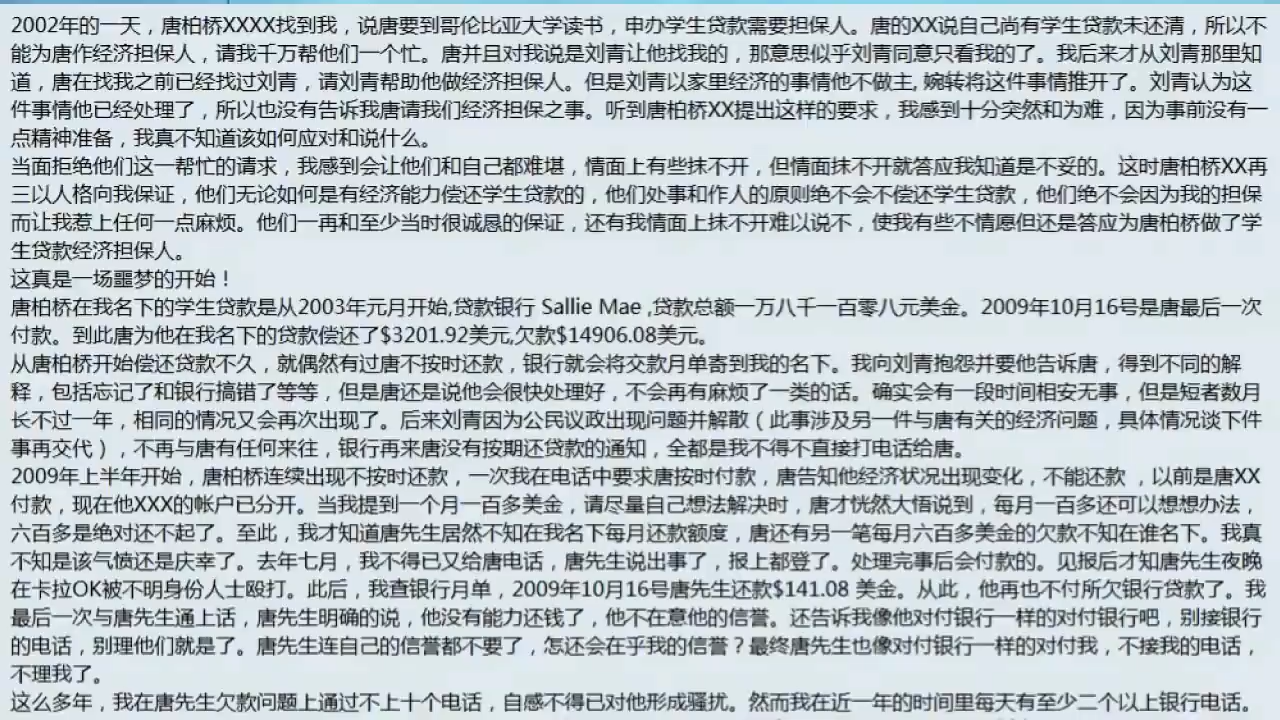 2002年的一天，唐柏桥XXXX找到我，说唐要到哥伦比亚大学读书，申办学生贷款需要担保人。唐的XX说自己尚有学生贷款未还清，所以不
能为唐作经济担保人，请我千万帮他们一个忙。唐并且对我说是刘青让他找我的，那意思似乎刘青同意只看我的了。我后来才从刘青那里知
道，唐在找我之前已经找过刘青，请刘青帮助他做经济担保人。但是刘青以家里经济的事情他不做主,婉转将这件事情推开了。刘青认为这
件事情他已经处理了，所以也没有告诉我唐请我们经济担保之事。听到唐柏桥XX提出这样的要求，我感到十分突然和为难，因为事前没有一
点精神准备，我真不知道该如何应对和说什么。
当面拒绝他们这一帮忙的请求，我感到会让他们和自己都难堪，情面上有些抹不开，但情面抹不开就答应我知道是不妥的。这时唐柏桥XX再
三以人格向我保证，他们无论如何是有经济能力偿还学生贷款的，他们处事和作人的原则绝不会不偿还学生贷款，他们绝不会因为我的担保
而让我惹上任何一点麻烦。他们一再和至少当时很诚恳的保证，还有我情面上抹不开难以说不，使我有些不情愿但还是答应为唐柏桥做了学
生贷款经济担保人。
这真是一场噩梦的开始！
唐柏桥在我名下的学生贷款是从2003年元月开始,贷款银行 Sallie Mae ,贷款总额一万八千一百零八元美金。2009年10月16号是唐最后一次
付款。到此唐为他在我名下的贷款偿还了$3201.92美元,欠款$14906.08美元。
从唐柏桥开始偿还贷款不久，就偶然有过唐不按时还款，银行就会将交款月单寄到我的名下。我向刘青抱怨并要他告诉唐，得到不同的解
释，包括忘记了和银行搞错了等等，但是唐还是说他会很快处理好，不会再有麻烦了一类的话。确实会有一段时间相安无事，但是短者数月
长不过一年，相同的情况又会再次出现了。后来刘青因为公民议政出现问题并解散（此事涉及另一件与唐有关的经济问题，具体情况谈下件
事再交代），不再与唐有任何来往，银行再来唐没有按期还贷款的通知，全都是我不得不直接打电话给唐。
2009年上半年开始，唐柏桥连续出现不按时还款，一次我在电话中要求唐按时付款，唐告知他经济状况出现变化，不能还款 ，以前是唐XX
付款，现在他XXX的帐户已分开。当我提到一个月一百多美金，请尽量自己想法解决时，唐才恍然大悟说到，每月一百多还可以想想办法，
六百多是绝对还不起了。至此，我才知道唐先生居然不知在我名下每月还款额度，唐还有另一笔每月六百多美金的欠款不知在谁名下。我真
不知是该气愤还是庆幸了。去年七月，我不得已又给唐电话，唐先生说出事了，报上都登了。处理完事后会付款的。见报后才知唐先生夜晚
在卡拉OK被不明身份人士殴打。此后，我查银行月单，2009年10月16号唐先生还款$141.08 美金。从此，他再也不付所欠银行贷款了。我
最后一次与唐先生通上话，唐先生明确的说，他没有能力还钱了，他不在意他的信誉。还告诉我像他对付银行一样的对付银行吧，别接银行
的电话，别理他们就是了。唐先生连自己的信誉都不要了，怎还会在乎我的信誉？最终唐先生也像对付银行一样的对付我，不接我的电话，
不理我了。
这么多年，我在唐先生欠款问题上通过不上十个电话，自感不得已对他形成骚扰。然而我在近一年的时间里每天有至少二个以上银行电话。